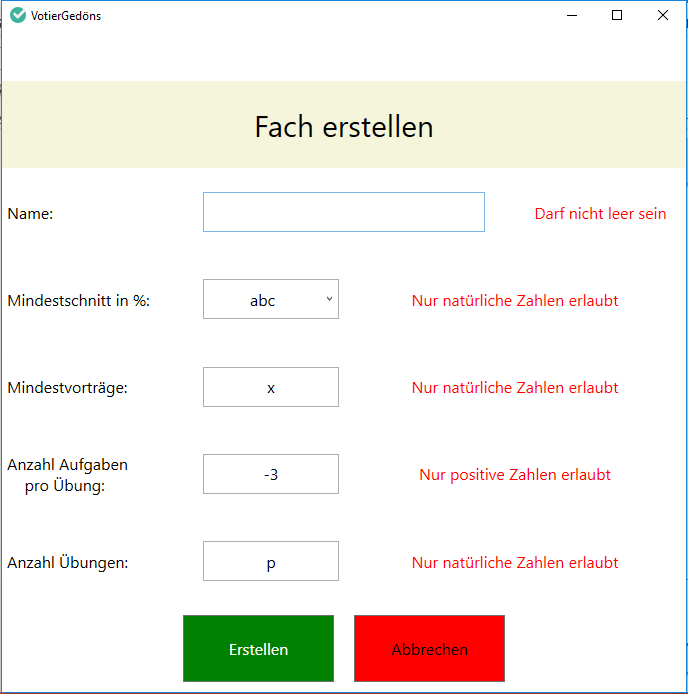 VotierGedöns
Fach erstellen
Name:
Darf nicht leer sein
Mindestschnitt in %:
abc
Nur natürliche Zahlen erlaubt
Mindestvorträge:
x
Nur natürliche Zahlen erlaubt
Anzahl Aufgaben
pro Übung:
-3
Nur positive Zahlen erlaubt
Anzahl Übungen:
p
Nur natürliche Zahlen erlaubt
Erstellen
Abbrechen